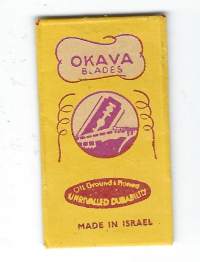 OKAVA
BLADES
Oil Ground & Honed
UNRIVALLED DURABILITY
MADE IN ISRAEL